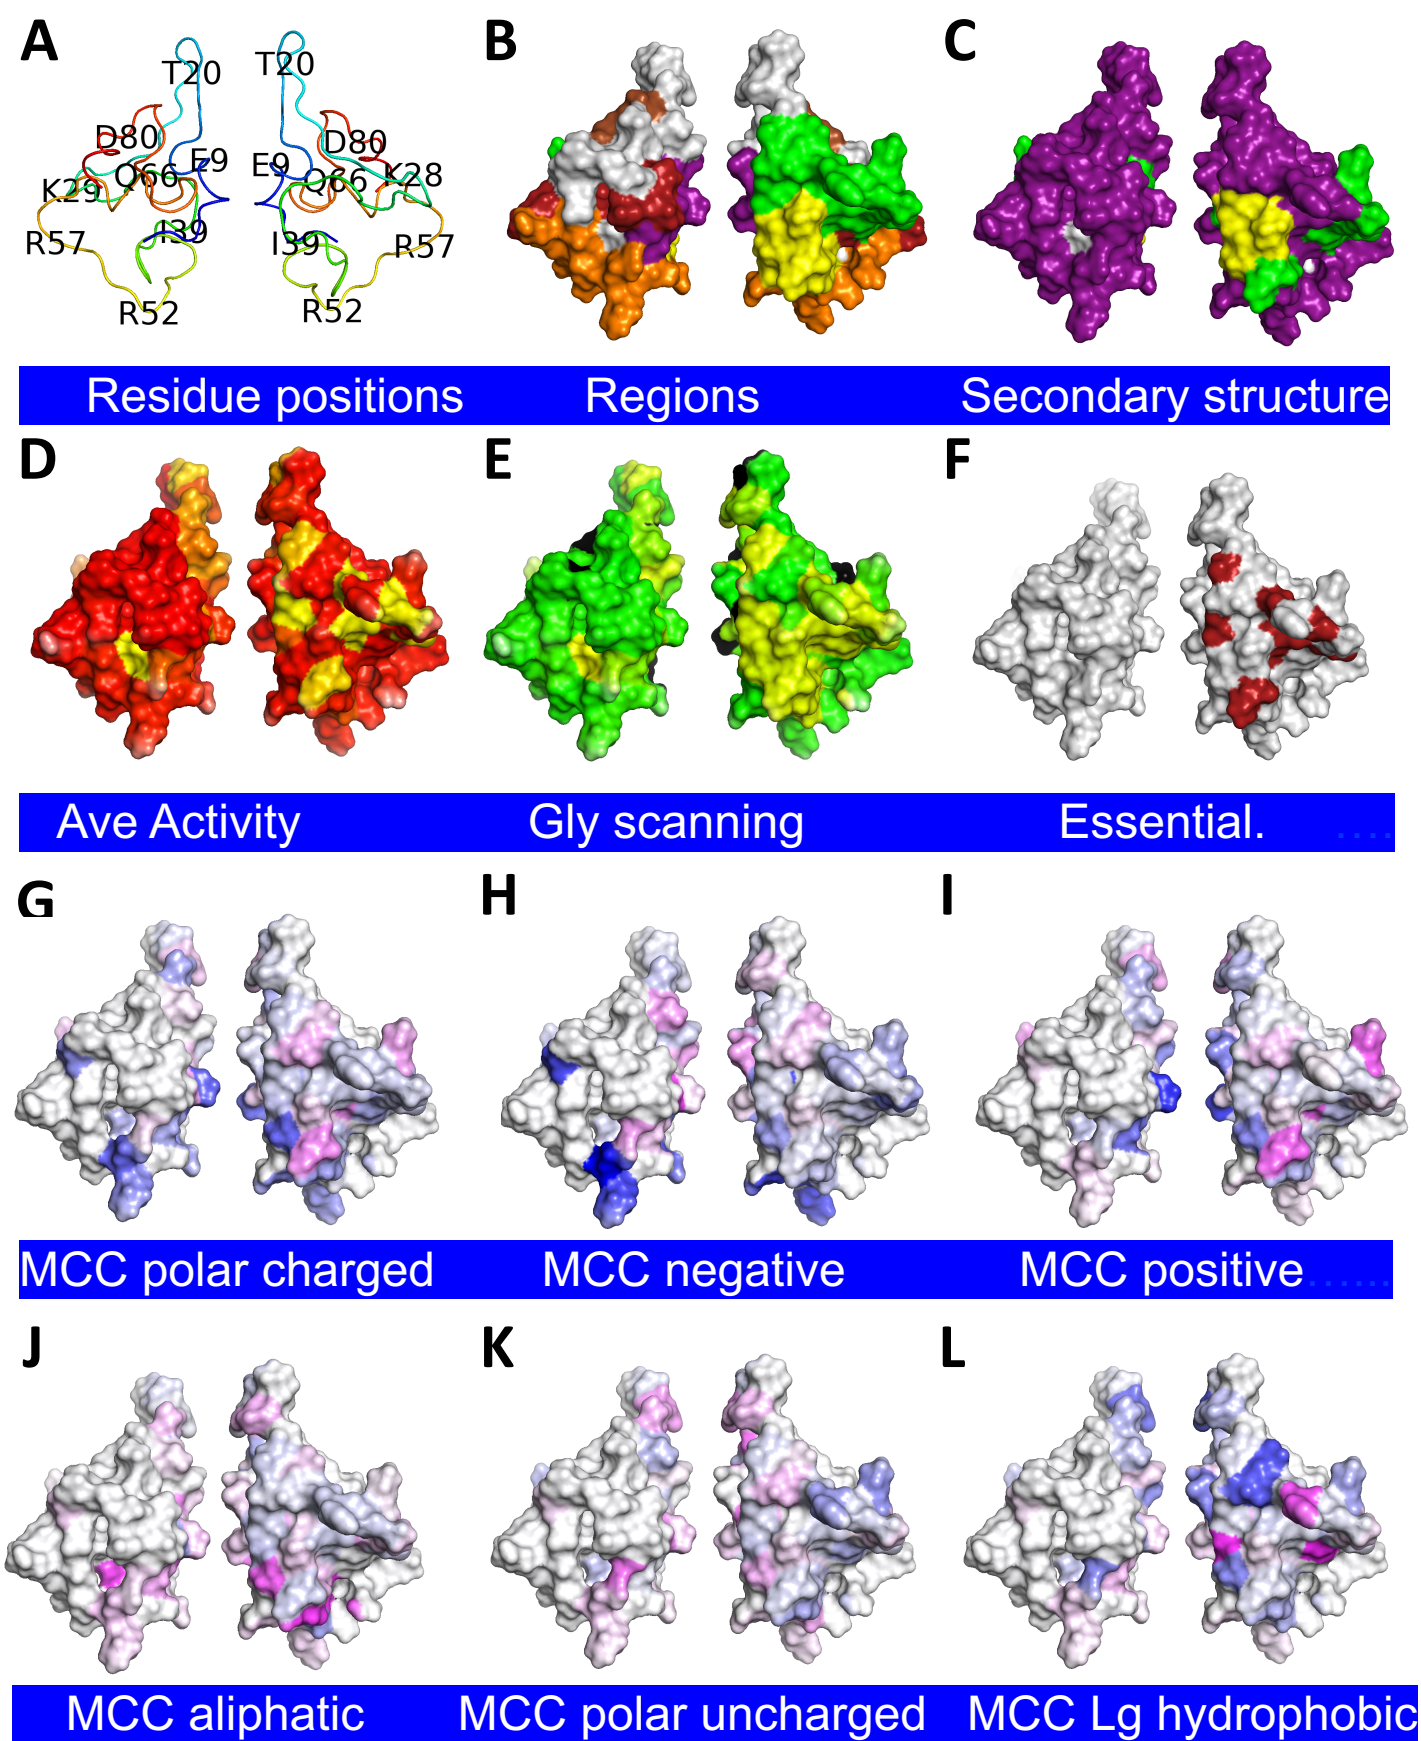 A B C
T20 T20
D80 D80
E9 E9
Q66 Q66
K29 K28
I39 I39
R57 R57
R52 R52
Residue positions Regions Secondary structure
D E F
Ave Activity Gly scanning Essential. ....
G H I
MCC polar charged MCC negative MCC positive ......
J K L
MCC aliphatic MCC polar uncharged MCC Lg hydrophobic